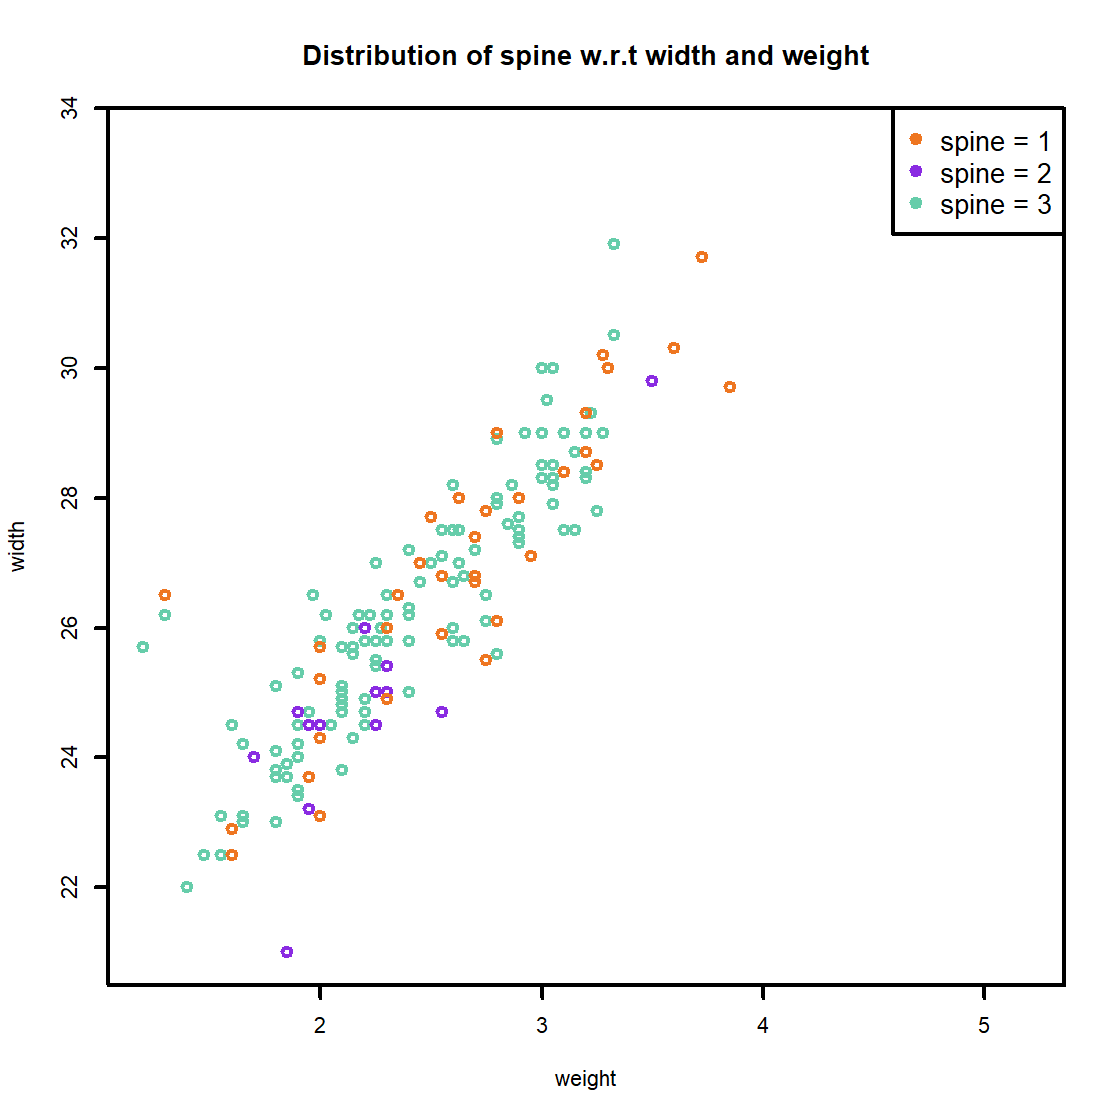 Distribution of spine w.r.t width and weight
34
spine = 1
spine = 2
spine = 3
32
30
28
width
26
24
22
2 3 4 5
weight